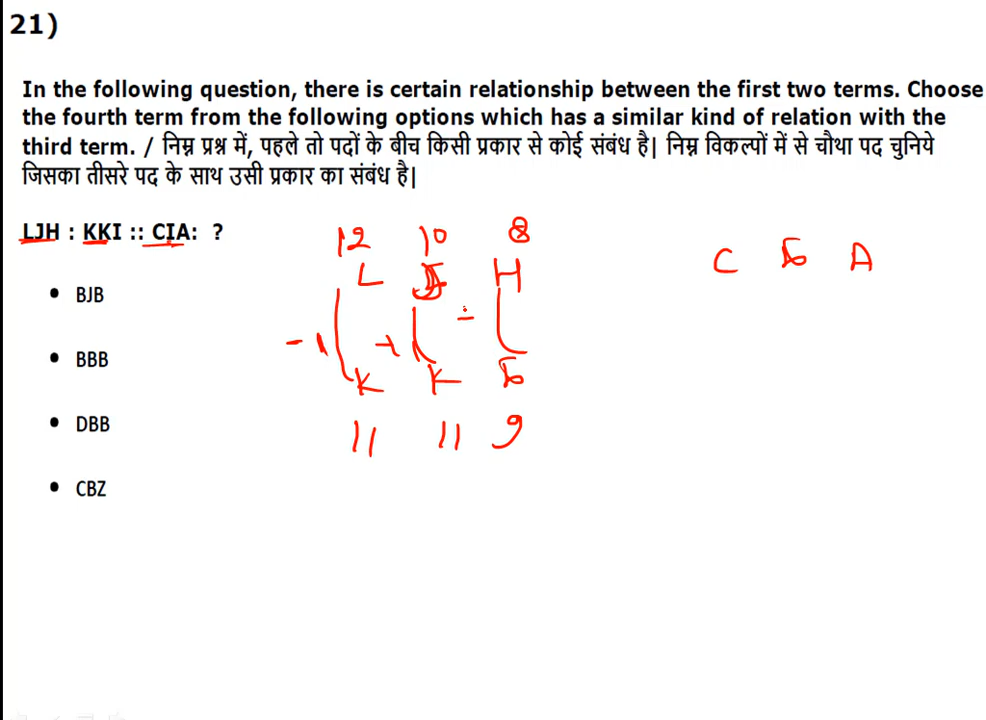 21)
In the following question, there is certain relationship between the first two terms. Choose
the fourth term from the following options which has a similar kind of relation with the
third term. / निम्न प्रश्न में, पहले तो पदों के बीच किसी प्रकार से कोई संबंध है| निम्न विकल्पों में से चौथा पद चुनिये
जिसका तीसरे पद के साथ उसी प्रकार का संबंध है|
LJH : KKI :: CIA: ?
12 10 8
L J H
C I A
• BJB
• BBB
-1 +
K K I
11 11 9
• DBB
• CBZ